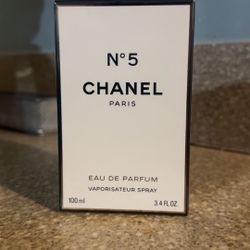 N°5
CHANEL
PARIS
EAU DE PARFUM
VAPORISATEUR SPRAY
100 ml 3.4 FL.OZ